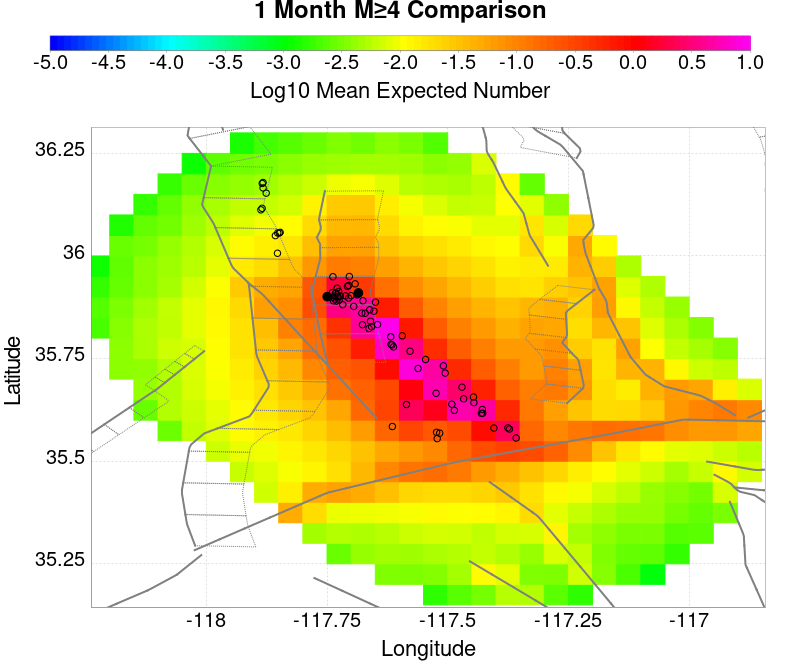 1 Month M≥4 Comparison
-5.0 -4.5 -4.0 -3.5 -3.0 -2.5 -2.0 -1.5 -1.0 -0.5 0.0 0.5 1.0
Log10 Mean Expected Number
36.25
36
35.75
35.5
35.25
Latitude
-118 -117.75 -117.5 -117.25 -117
Longitude